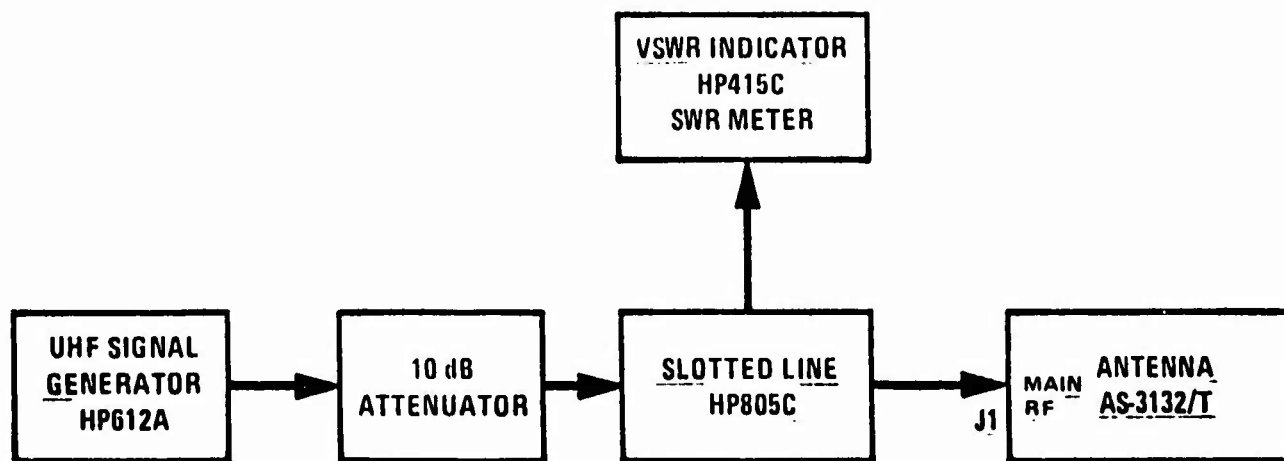 VSWR INDICATOR
HP415C
SWR METER
UHF SIGNAL
GENERATOR
HP612A
10 dB
ATTENUATOR
SLOTTED LINE
HP805C
J1
MAIN
RF
ANTENNA
AS-3132/T